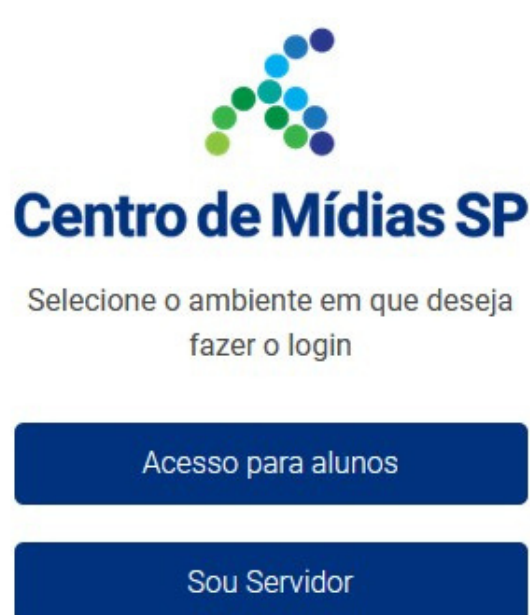 Centro de Mídias SP
Selecione o ambiente em que deseja
fazer o login
Acesso para alunos
Sou Servidor